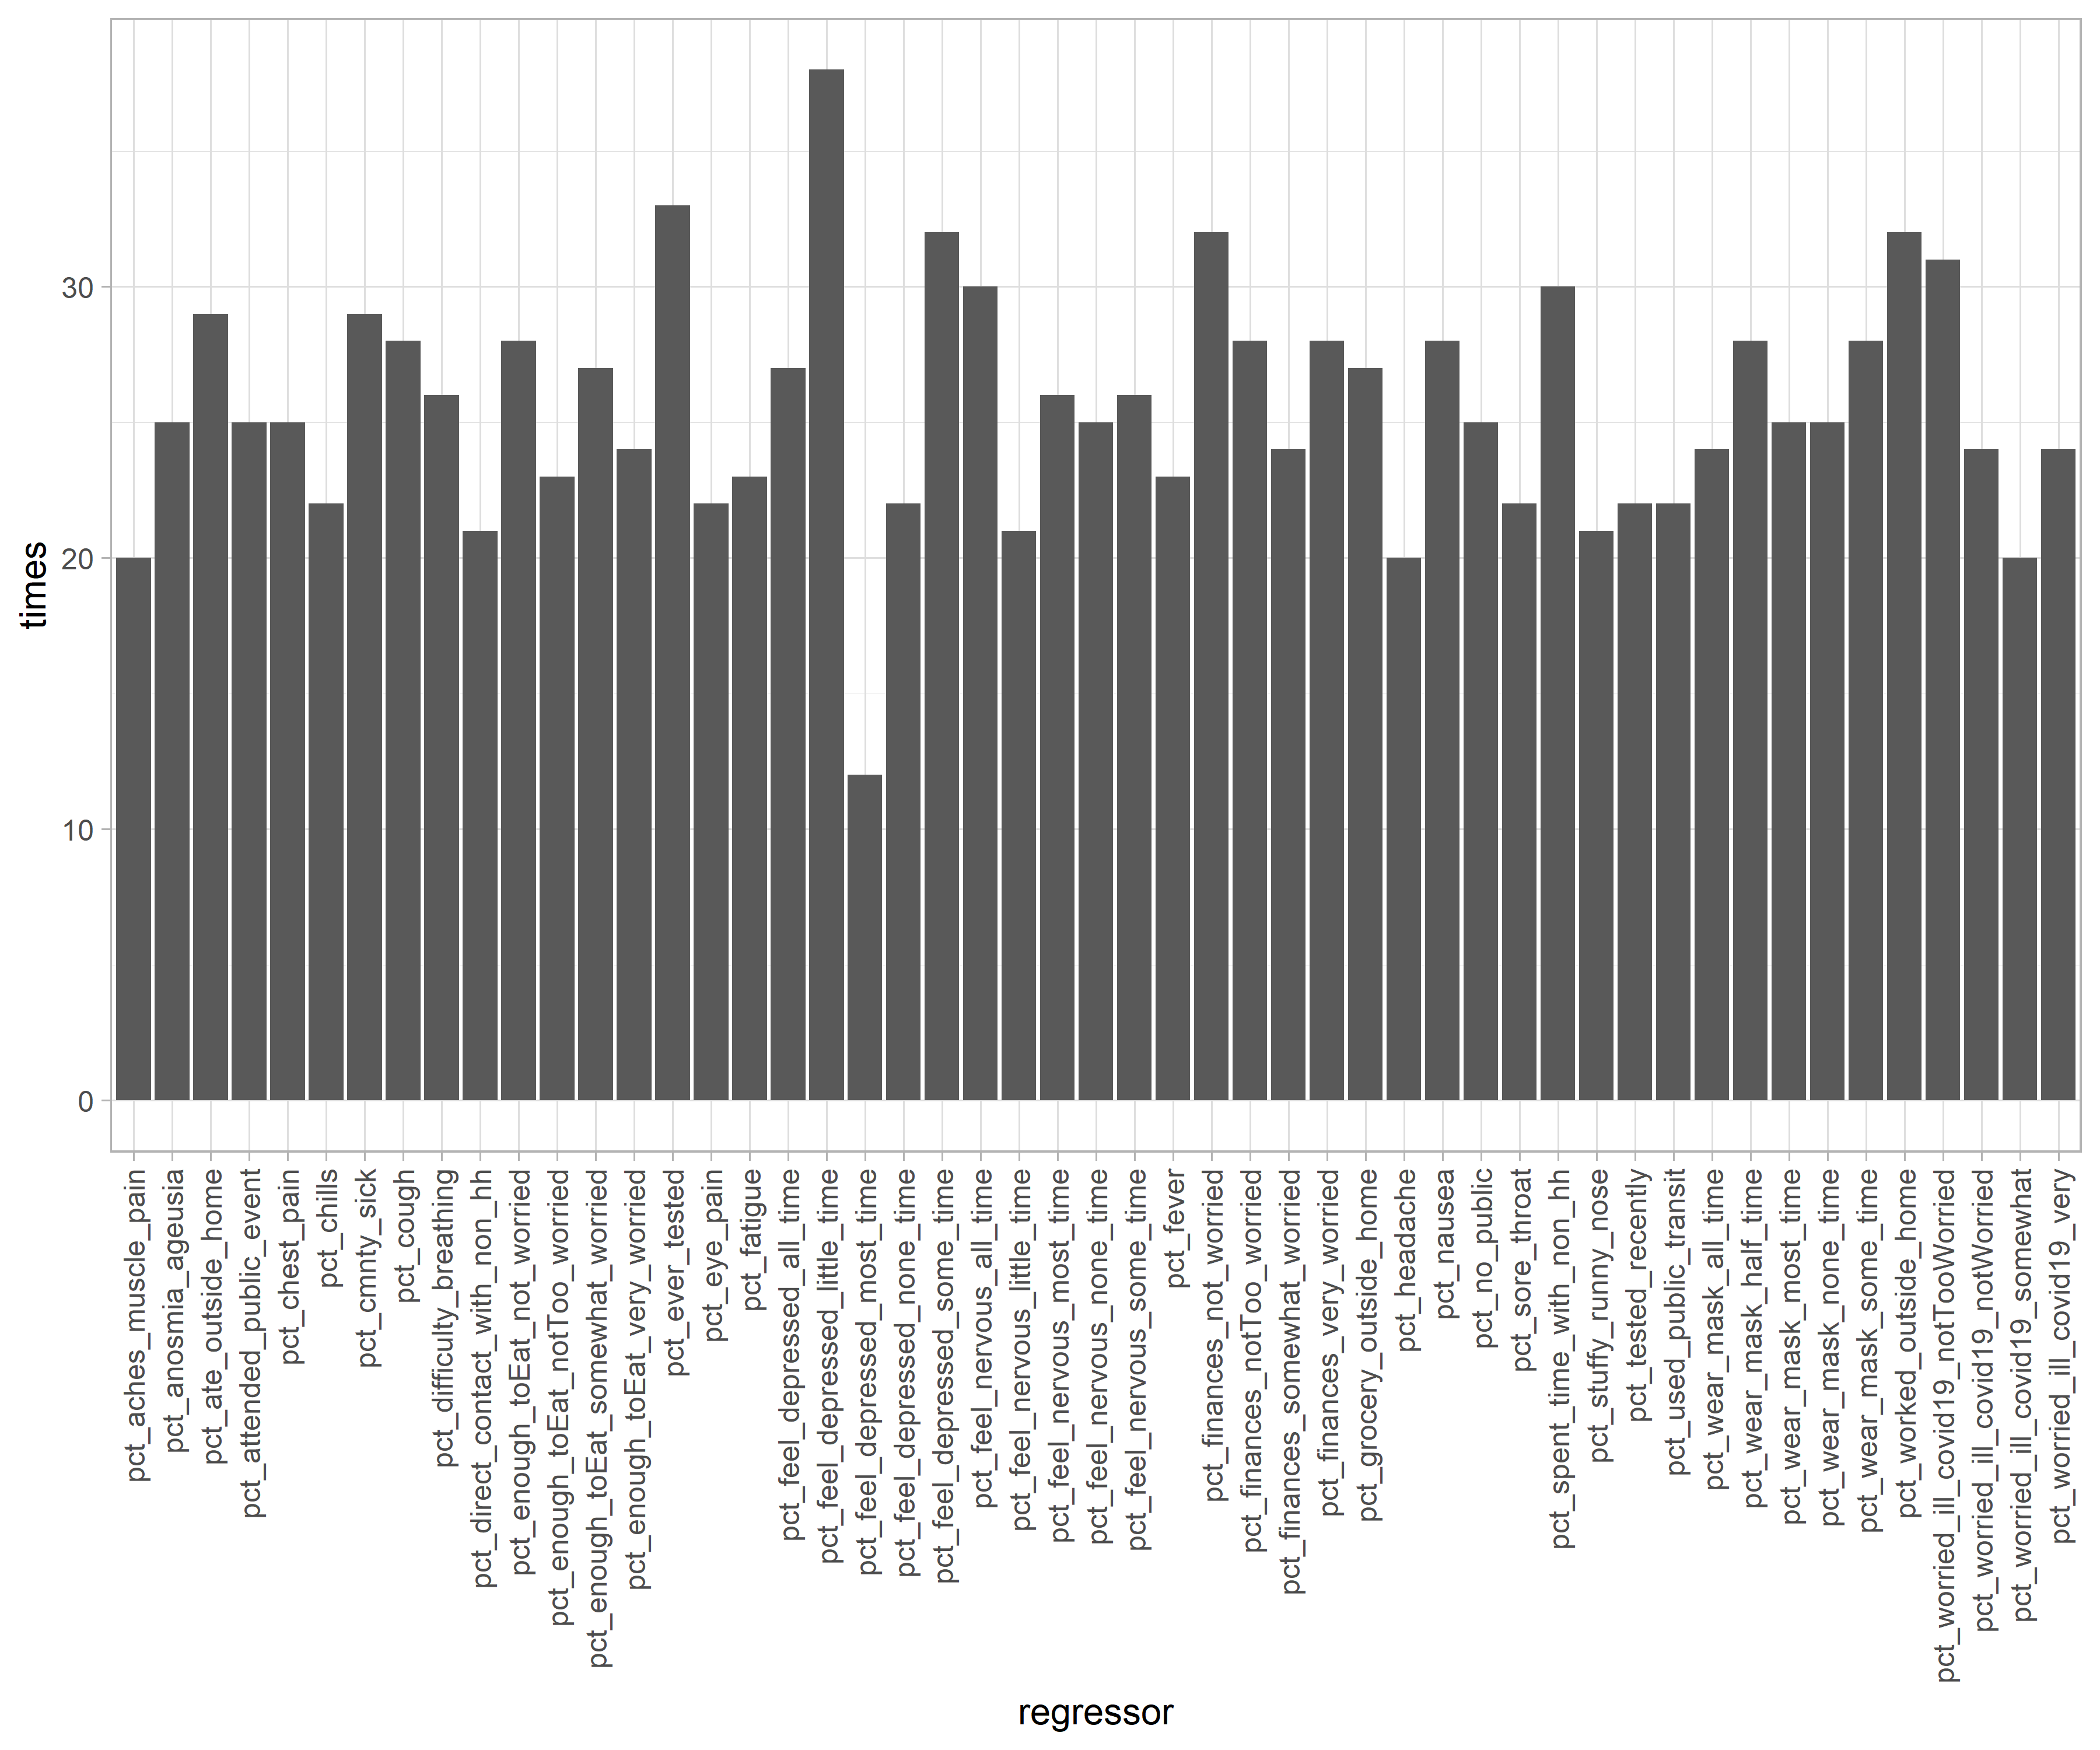 times
30
20
10
0
pct_aches_muscle_pain
pct_anosmia_ageusia
pct_ate_outside_home
pct_attended_public_event
pct_chest_pain
pct_chills
pct_cmnty_sick
pct_cough
pct_difficulty_breathing
pct_direct_contact_with_non_hh
pct_enough_toEat_not_worried
pct_enough_toEat_notToo_worried
pct_enough_toEat_somewhat_worried
pct_enough_toEat_very_worried
pct_ever_tested
pct_eye_pain
pct_fatigue
pct_feel_depressed_all_time
pct_feel_depressed_little_time
pct_feel_depressed_most_time
pct_feel_depressed_none_time
pct_feel_depressed_some_time
pct_feel_nervous_all_time
pct_feel_nervous_little_time
pct_feel_nervous_most_time
pct_feel_nervous_none_time
pct_feel_nervous_some_time
pct_fever
pct_finances_not_worried
pct_finances_notToo_worried
pct_finances_somewhat_worried
pct_finances_very_worried
pct_grocery_outside_home
pct_headache
pct_nausea
pct_no_public
pct_sore_throat
pct_spent_time_with_non_hh
pct_stuffy_runny_nose
pct_tested_recently
pct_used_public_transit
pct_wear_mask_all_time
pct_wear_mask_half_time
pct_wear_mask_most_time
pct_wear_mask_none_time
pct_wear_mask_some_time
pct_worked_outside_home
pct_worried_ill_covid19_notTooWorried
pct_worried_ill_covid19_notWorried
pct_worried_ill_covid19_somewhat
pct_worried_ill_covid19_very
regressor